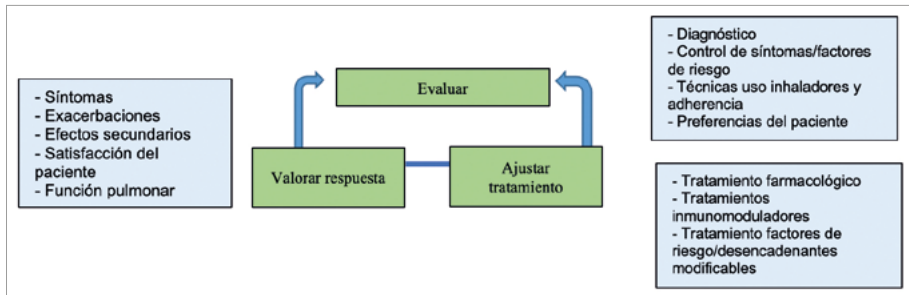 - Síntomas
- Exacerbaciones
- Efectos secundarios
- Satisfacción del
paciente
- Función pulmonar
Evaluar
Valorar respuesta
Ajustar
tratamiento
- Diagnóstico
- Control de síntomas/factores
de riesgo
- Técnicas uso inhaladores y
adherencia
- Preferencias del paciente
- Tratamiento farmacológico
- Tratamientos
inmunomoduladores
- Tratamiento factores de
riesgo/desencadenantes
modificables